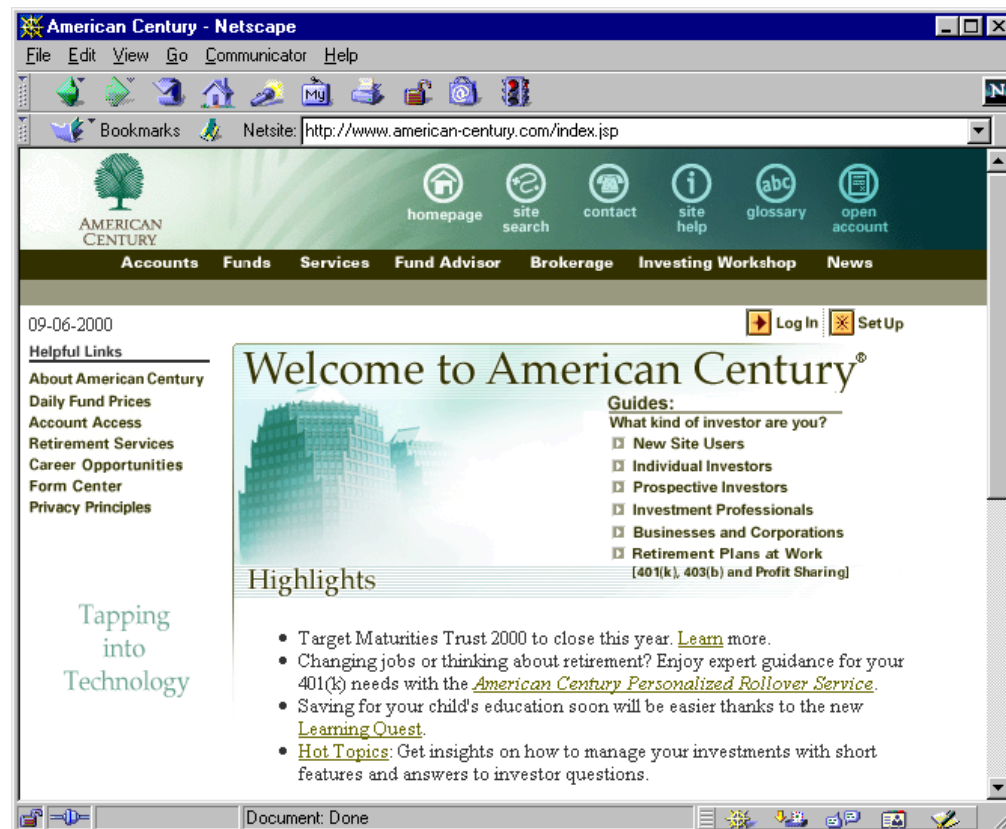 American Century - Netscape
File Edit View Go Communicator Help
My
N
Bookmarks Netsite: http://www.american-century.com/index.jsp
AMERICAN
CENTURY
homepage
site
search
contact
site
help
abc
glossary
open
account
Accounts Funds Services Fund Advisor Brokerage Investing Workshop News
09-06-2000
Log In Set Up
Helpful Links
About American Century
Daily Fund Prices
Account Access
Retirement Services
Career Opportunities
Form Center
Privacy Principles
Tapping
into
Technology
Welcome to American Century®
Guides:
What kind of investor are you?
New Site Users
Individual Investors
Prospective Investors
Investment Professionals
Businesses and Corporations
Retirement Plans at Work
[401(k), 403(b) and Profit Sharing]
Highlights
Target Maturities Trust 2000 to close this year. Learn more.
Changing jobs or thinking about retirement? Enjoy expert guidance for your
401(k) needs with the American Century Personalized Rollover Service.
Saving for your child's education soon will be easier thanks to the new
Learning Quest.
Hot Topics: Get insights on how to manage your investments with short
features and answers to investor questions.
Document: Done